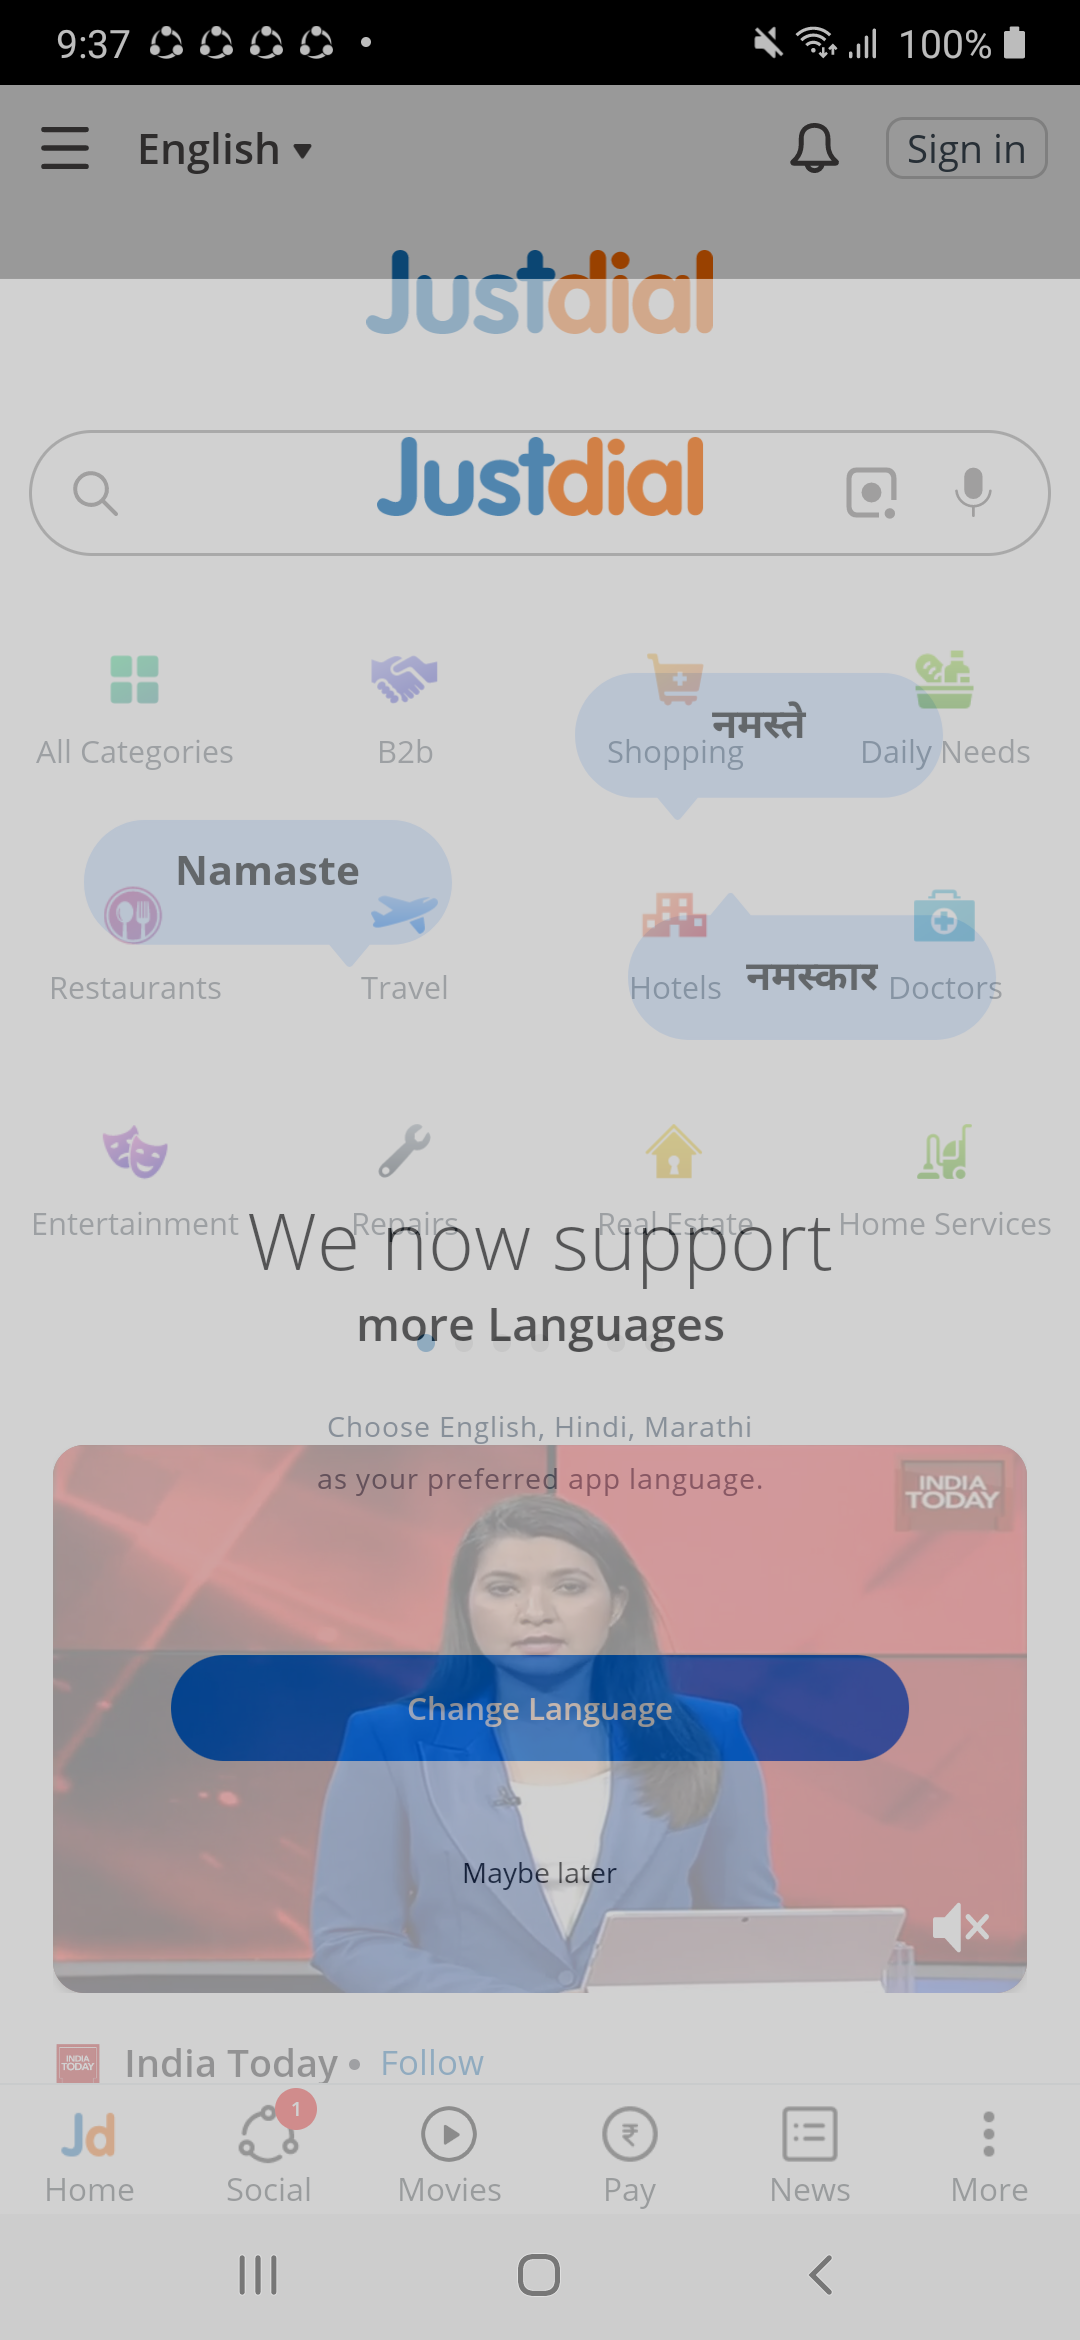 9:37
100%
English
Sign in
Justdial
Justdial
नमस्ते
All Categories
B2b
Shopping
Daily Needs
Namaste
Restaurants
Travel
Hotels
नमस्कार
Doctors
Entertainment
Repairs
Real Estate
Home Services
We now support
more Languages
Choose English, Hindi, Marathi
as your preferred app language.
INDIA
TODAY
Change Language
Maybe later
INDIA
TODAY
India Today • Follow
Jd
1
Home
Social
Movies
Pay
News
More